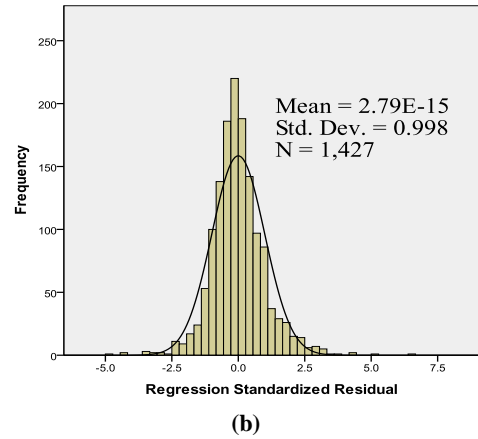 250
200
150
100
50
0
Frequency
Mean = 2.79E-15
Std. Dev. = 0.998
N = 1,427
-5.0 -2.5 0.0 2.5 5.0 7.5
Regression Standardized Residual
(b)